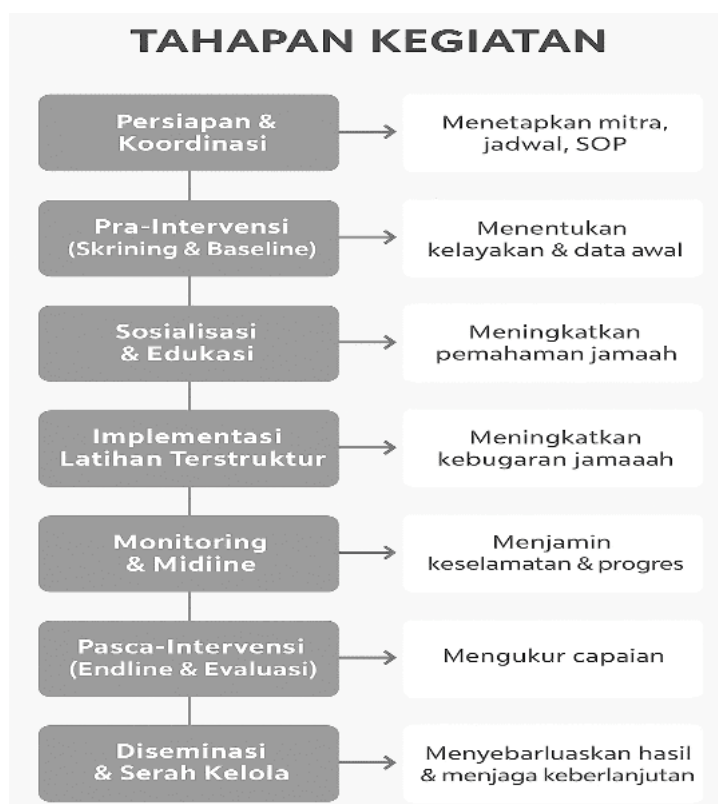 TAHAPAN KEGIATAN
Persiapan &
Koordinasi
Menetapkan mitra,
jadwal, SOP
Pra-Intervensi
(Skrining & Baseline)
Menentukan
kelayakan & data awal
Sosialisasi
& Edukasi
Meningkatkan
pemahaman jamaah
Implementasi
Latihan Terstruktur
Meningkatkan
kebugaran jamaaah
Monitoring
& Midiine
Menjamin
keselamatan & progres
Pasca-Intervensi
(Endline & Evaluasi)
Mengukur capaian
Diseminasi
& Serah Kelola
Menyebarluaskan hasil
& menjaga keberlanjutan